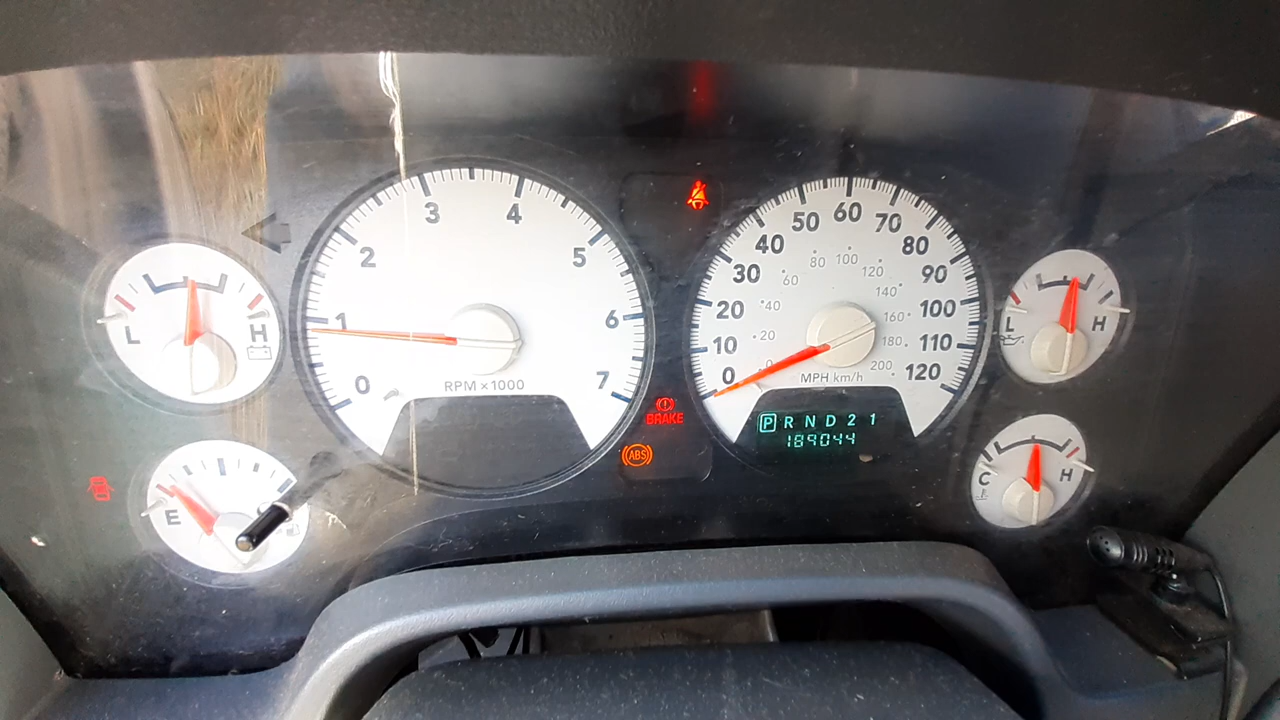 0 1 2 3 4 5 6 7
RPM x1000
0 10 20 30 40 50 60 70 80 90 100 110 120
0 20 40 60 80 100 120 140 160 180 200
MPH km/h
L H
E
BRAKE
ABS
P R N D 2 1
189044
L H
C H